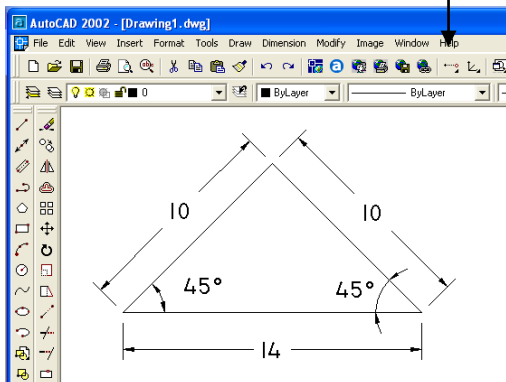 AutoCAD 2002 - [Drawing1.dwg]
File Edit View Insert Format Tools Draw Dimension Modify Image Window Help
0 ByLayer ByLayer
10 10
45° 45°
14